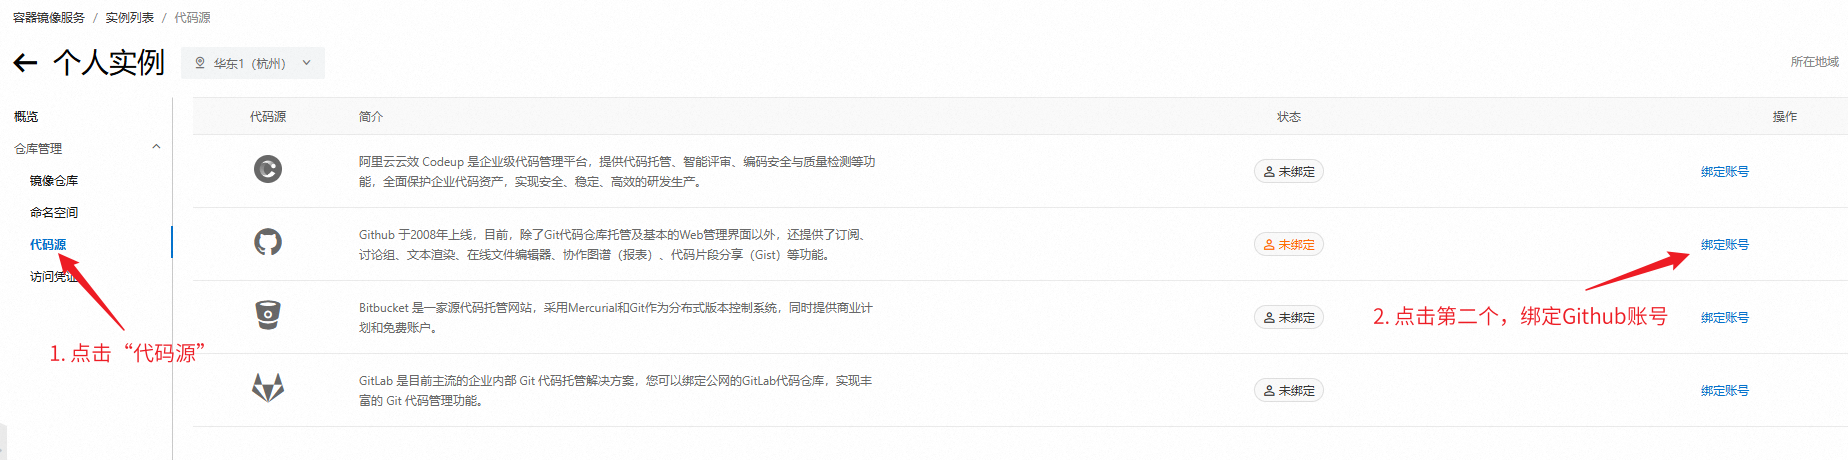 容器镜像服务 / 实例列表 / 代码源
个人实例
华东1（杭州）
所在地域
概览
仓库管理
镜像仓库
命名空间
代码源
访问凭证
1. 点击“代码源”
代码源 简介 状态 操作
阿里云云效 Codeup 是企业级代码管理平台，提供代码托管、智能评审、编码安全与质量检测等功
能，全面保护企业代码资产，实现安全、稳定、高效的研发生产。
未绑定
绑定账号
Github 于2008年上线，目前，除了Git代码仓库托管及基本的Web管理界面以外，还提供了订阅、
讨论组、文本渲染、在线文件编辑器、协作图谱（报表）、代码片段分享（Gist）等功能。
未绑定
绑定账号
Bitbucket 是一家源代码托管网站，采用Mercurial和Git作为分布式版本控制系统，同时提供商业计
划和免费账户。
未绑定
2. 点击第二个，绑定Github账号
绑定账号
GitLab 是目前主流的企业内部 Git 代码托管解决方案，您可以绑定公网的GitLab代码仓库，实现丰
富的 Git 代码管理功能。
未绑定
绑定账号